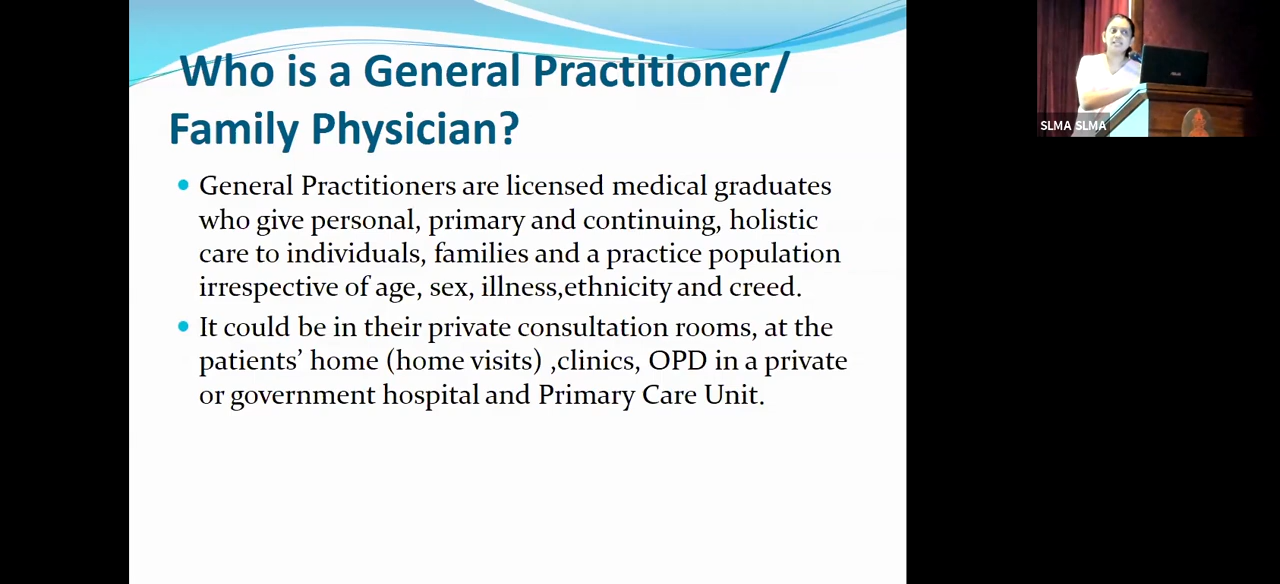 Who is a General Practitioner/
Family Physician?
• General Practitioners are licensed medical graduates
who give personal, primary and continuing, holistic
care to individuals, families and a practice population
irrespective of age, sex, illness,ethnicity and creed.
• It could be in their private consultation rooms, at the
patients’ home (home visits) ,clinics, OPD in a private
or government hospital and Primary Care Unit.
SLMA SLMA